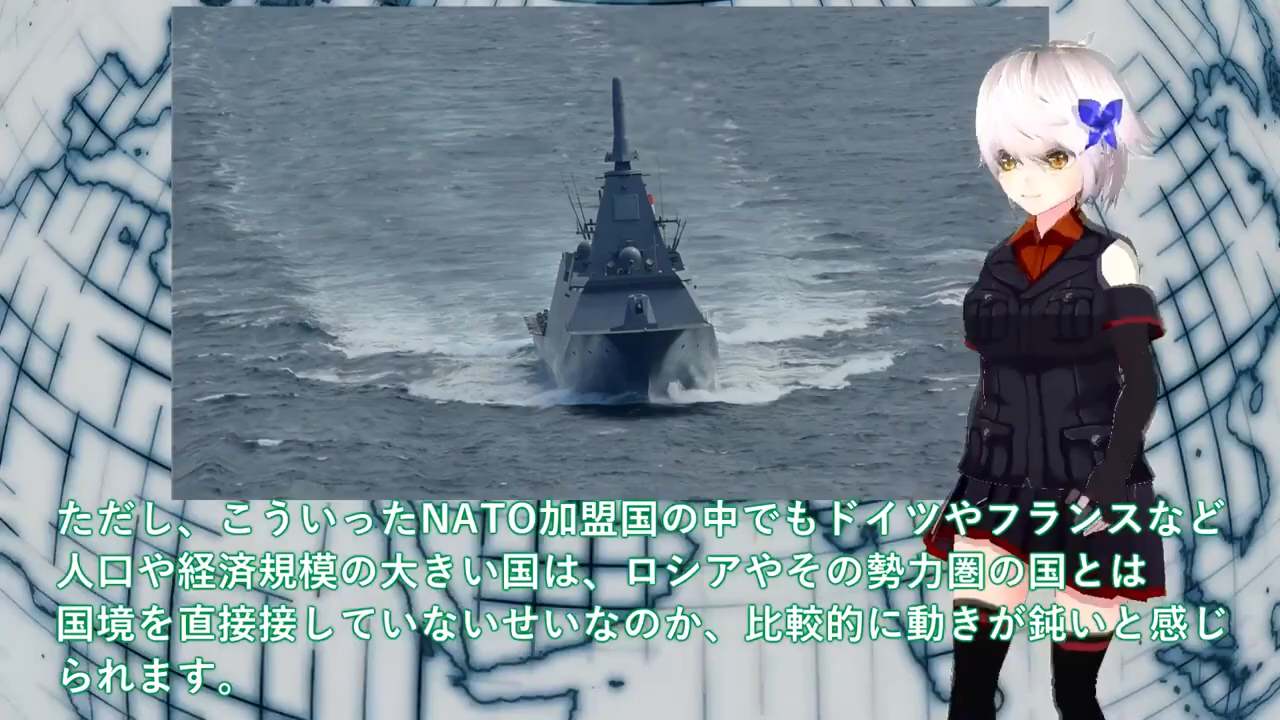 ただし、こういったNATO加盟国の中でもドイツやフランスなど
人口や経済規模の大きい国は、ロシアやその勢力圏の国とは
国境を直接接していないせいなのか、比較的に動きが鈍いと感じ
られます。